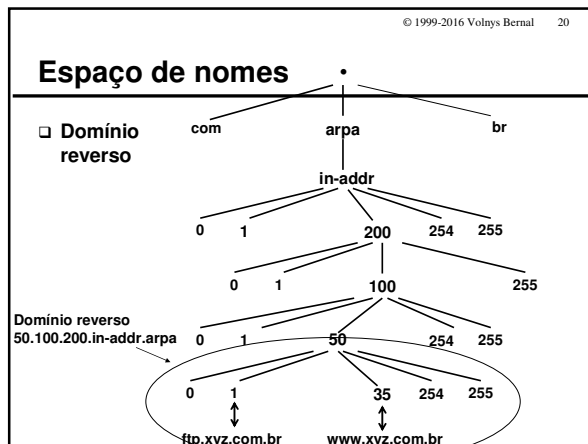 © 1999-2016 Volnys Bernal 20
Espaço de nomes
•
❑ Domínio
reverso
com arpa br
in-addr
0 1 200 254 255
0 1 100 255
Domínio reverso
50.100.200.in-addr.arpa
0 1 50 254 255
0 1 35 254 255
ftp.xyz.com.br www.xyz.com.br